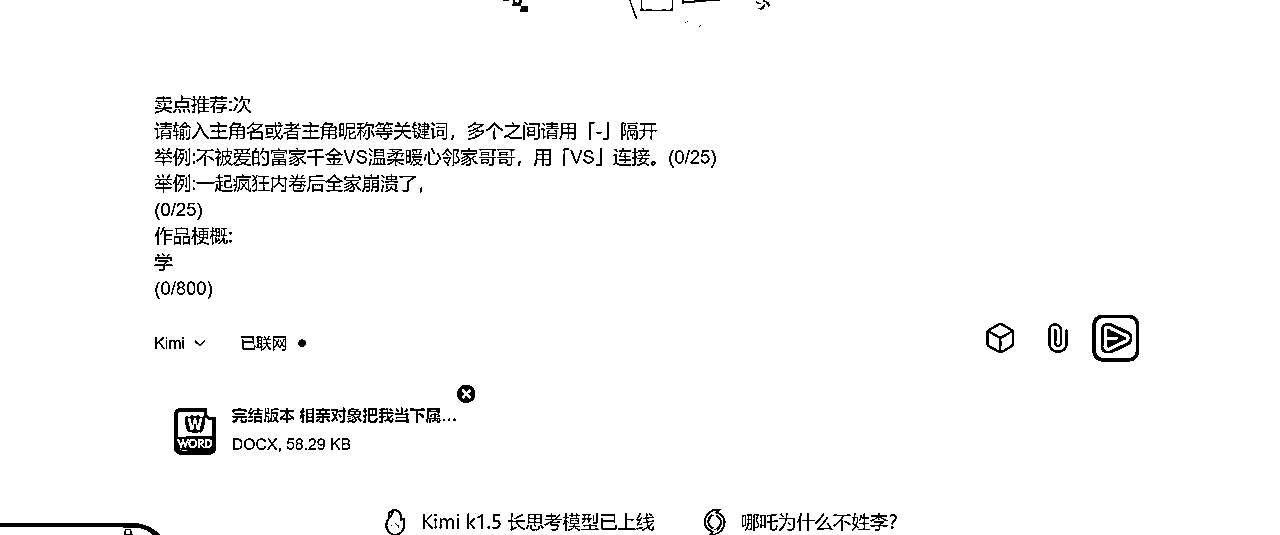 卖点推荐:次
请输入主角名或者主角昵称等关键词，多个之间请用「-」隔开
举例:不被爱的富家千金VS温柔暖心邻家哥哥，用「VS」连接。(0/25)
举例:一起疯狂内卷后全家崩溃了，
(0/25)
作品梗概:
学
(0/800)
Kimi 已联网
完结版本 相亲对象把我当下属...
W
WORD
DOCX, 58.29 KB
Kimi k1.5 长思考模型已上线 哪吒为什么不姓李?